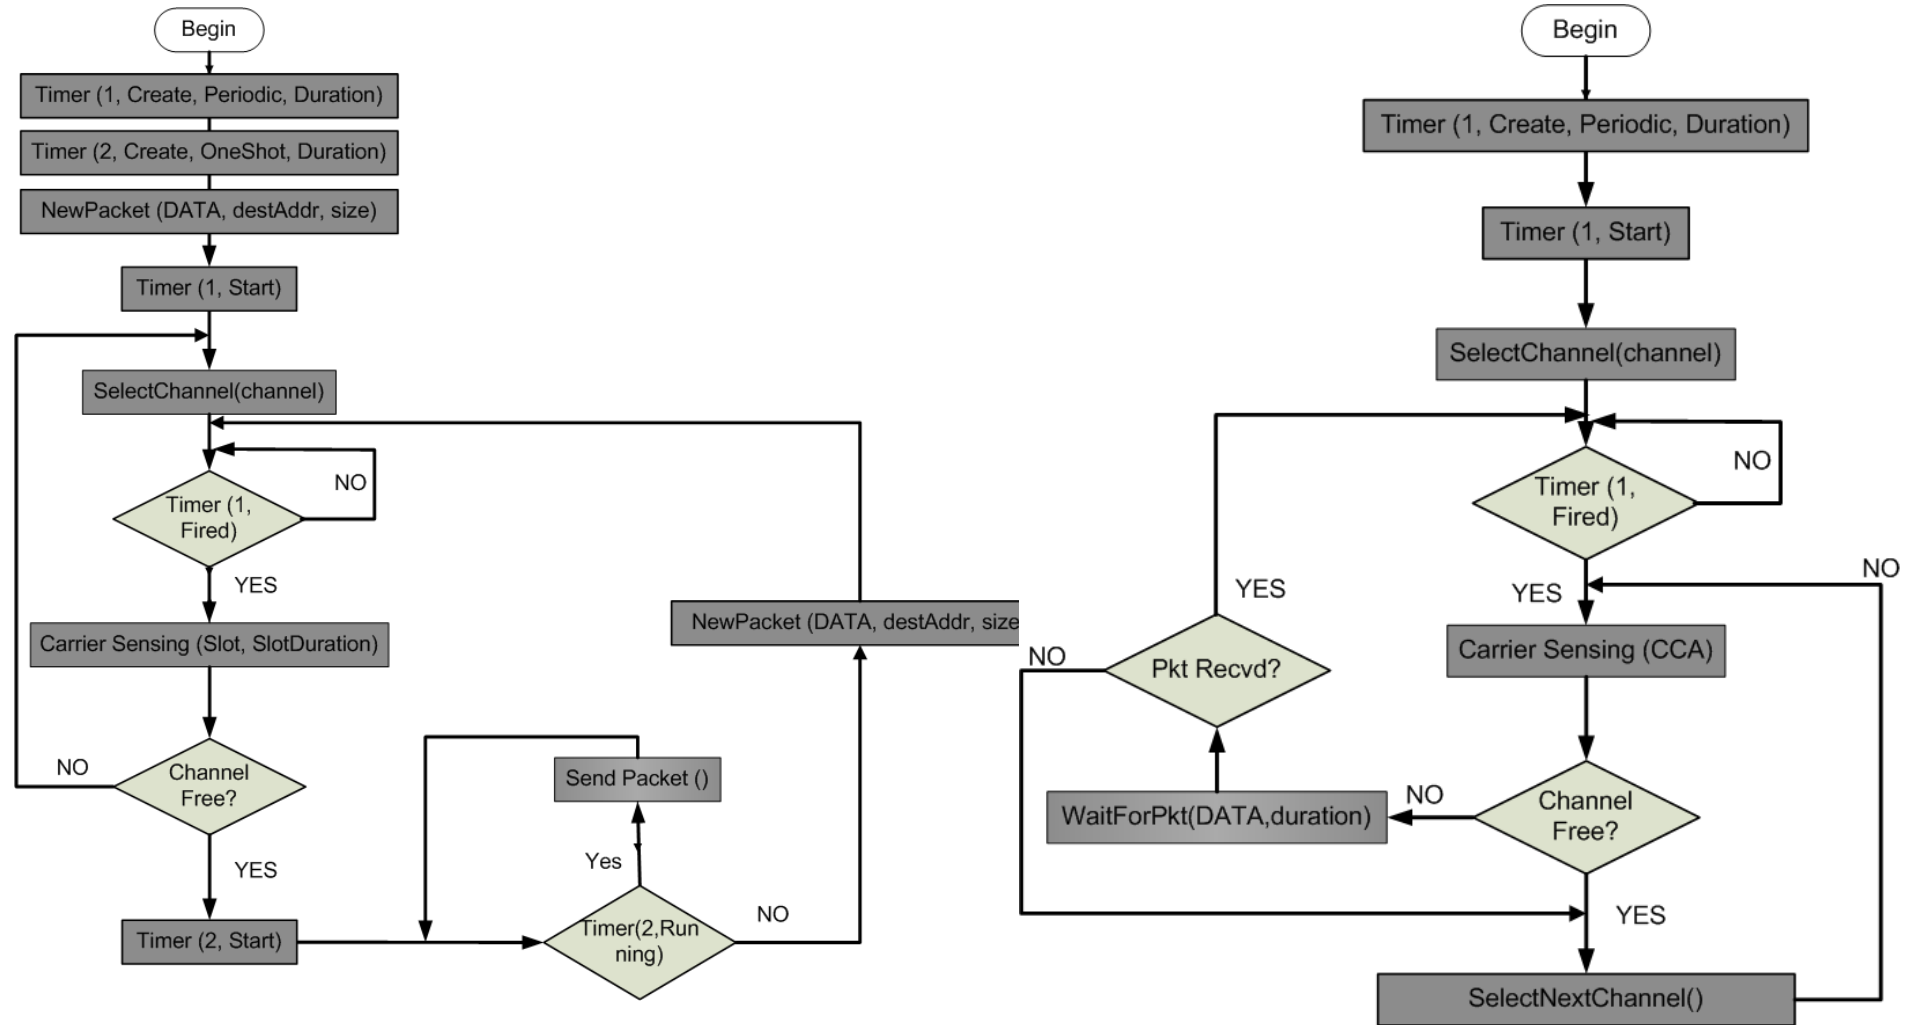 Begin
Timer (1, Create, Periodic, Duration)
Timer (2, Create, OneShot, Duration)
NewPacket (DATA, destAddr, size)
Timer (1, Start)
SelectChannel(channel)
NO
Timer (1,
Fired)
YES
Carrier Sensing (Slot, SlotDuration)
NO
Channel
Free?
YES
Timer (2, Start)
Send Packet ()
Yes
Timer(2,Run
ning)
NO
NewPacket (DATA, destAddr, size
Begin
Timer (1, Create, Periodic, Duration)
Timer (1, Start)
SelectChannel(channel)
NO
Timer (1,
Fired)
YES
NO
Carrier Sensing (CCA)
Channel
Free?
NO
WaitForPkt(DATA,duration)
Pkt Recvd?
YES
NO
YES
SelectNextChannel()